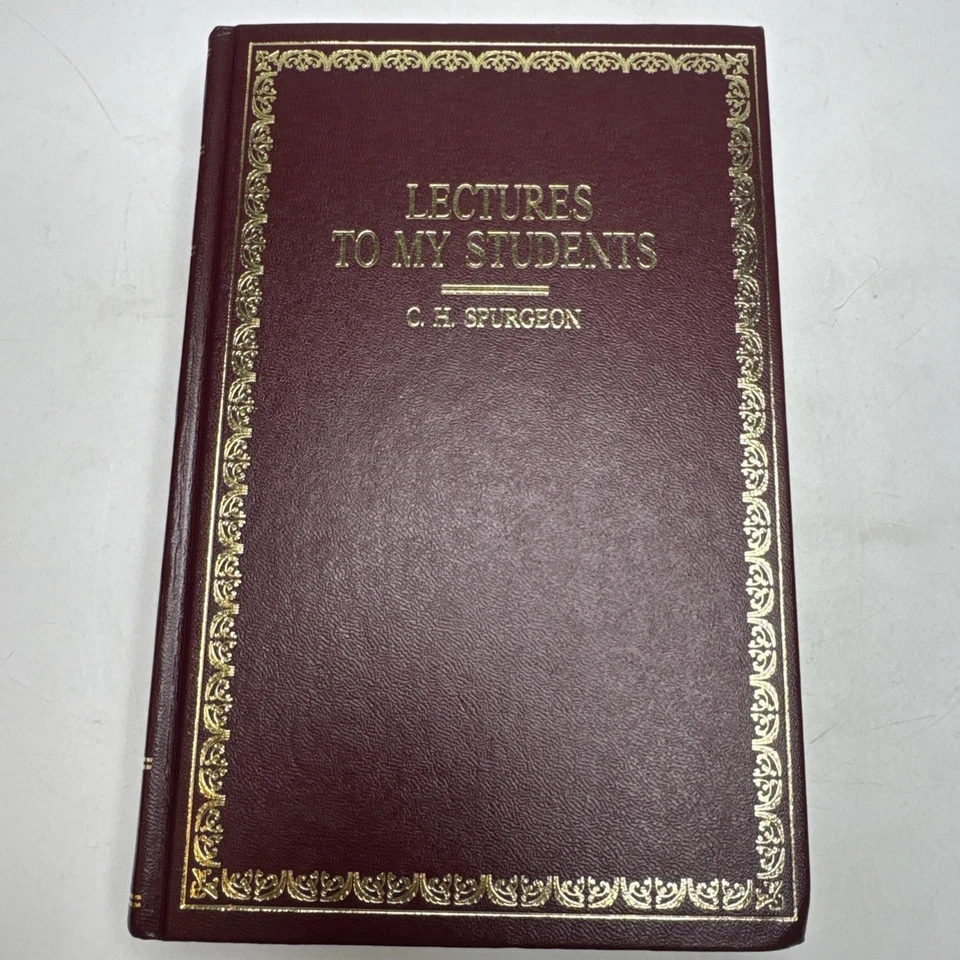 LECTURES
TO MY STUDENTS
C. H. SPURGEON